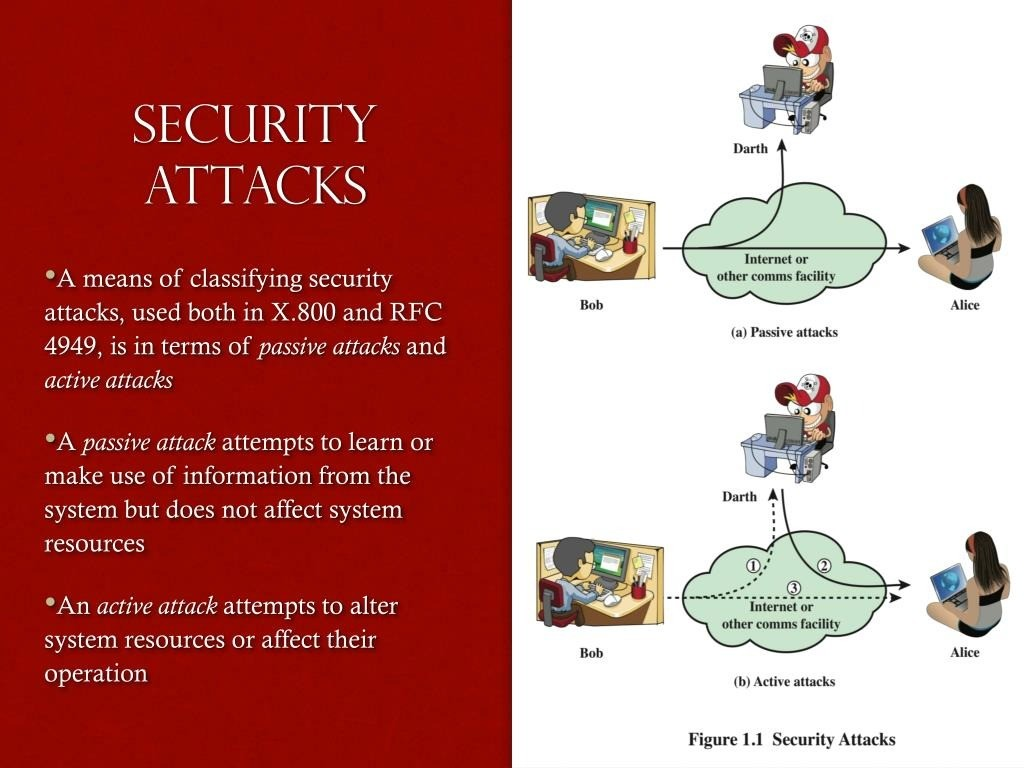 SECURITY
ATTACKS
•A means of classifying security
attacks, used both in X.800 and RFC
4949, is in terms of passive attacks and
active attacks
•A passive attack attempts to learn or
make use of information from the
system but does not affect system
resources
•An active attack attempts to alter
system resources or affect their
operation
Darth
Internet or
other comms facility
Bob
Alice
(a) Passive attacks
Darth
1
2
3
Internet or
other comms facility
Bob
Alice
(b) Active attacks
Figure 1.1 Security Attacks